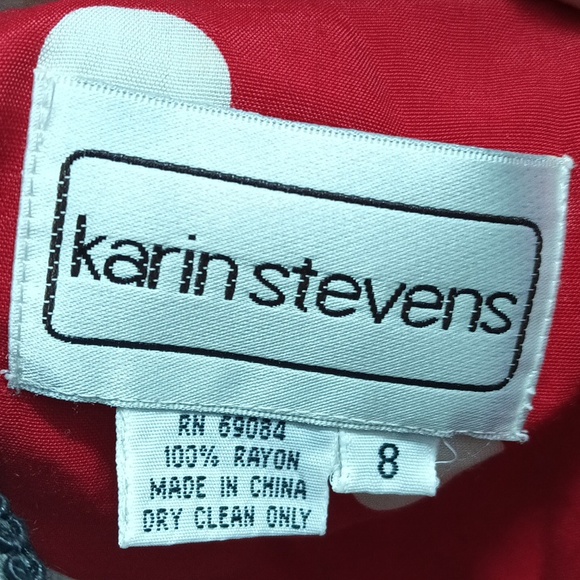 karin stevens
RN 69084
100% RAYON
MADE IN CHINA
DRY CLEAN ONLY
8